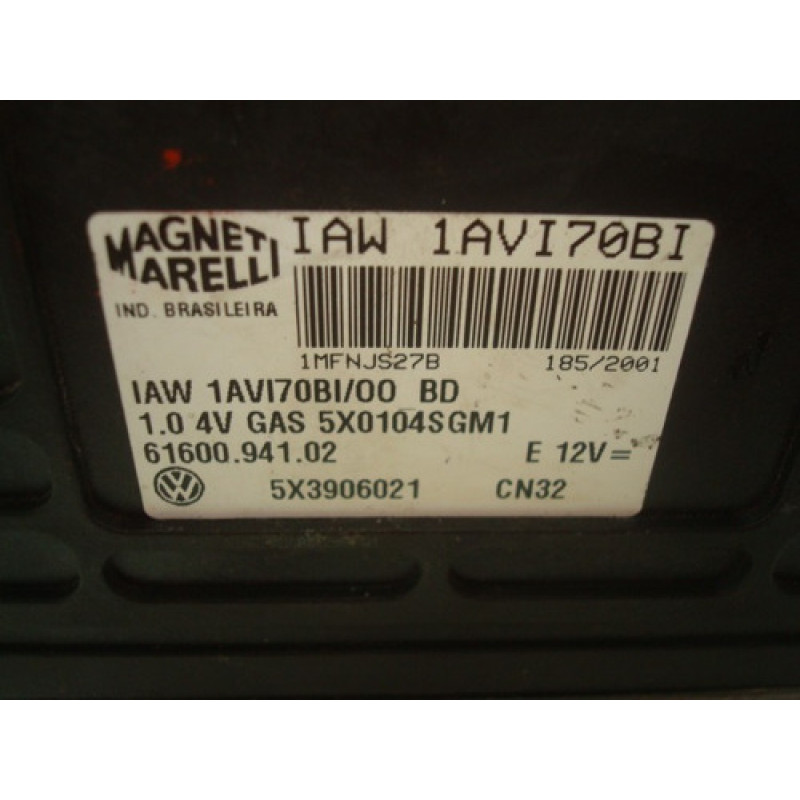 MAGNETI
MARELLI
IAW 1AVI70BI
IND. BRASILEIRA
1MFNJS27B 185/2001
IAW 1AVI70BI/00 BD
1.0 4V GAS 5X0104SGM1
61600.941.02 E 12V=
5X3906021 CN32